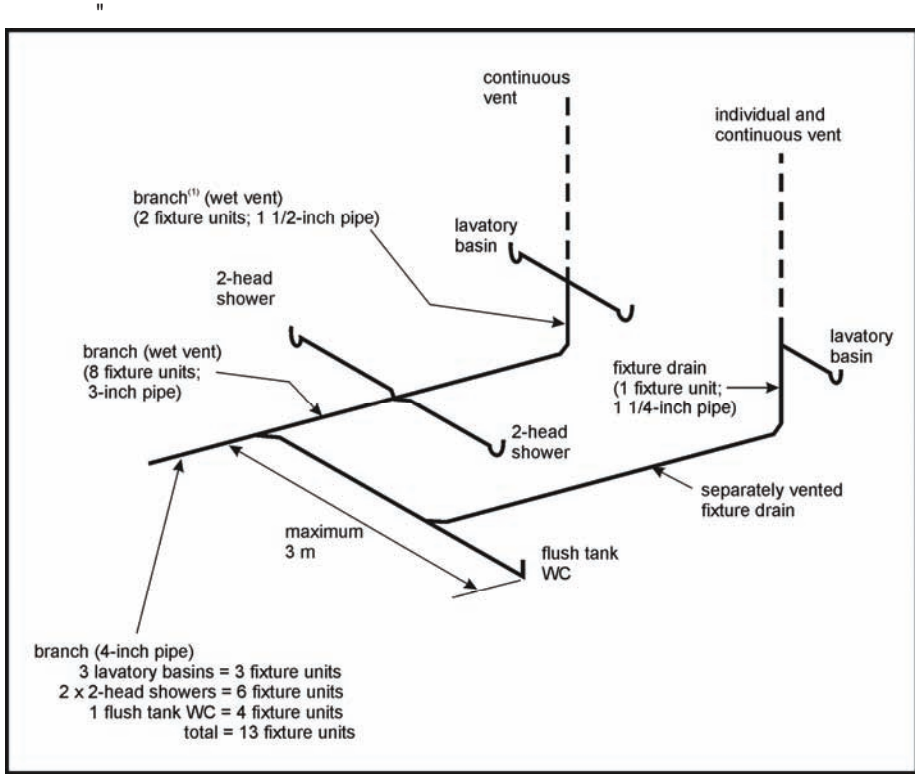 "
continuous
vent
individual and
continuous vent
branch⁽¹⁾ (wet vent)
(2 fixture units; 1 1/2-inch pipe)
lavatory
basin
2-head
shower
branch (wet vent)
(8 fixture units;
3-inch pipe)
lavatory
basin
fixture drain
(1 fixture unit;
1 1/4-inch pipe)
2-head
shower
separately vented
fixture drain
maximum
3 m
flush tank
WC
branch (4-inch pipe)
3 lavatory basins = 3 fixture units
2 x 2-head showers = 6 fixture units
1 flush tank WC = 4 fixture units
total = 13 fixture units